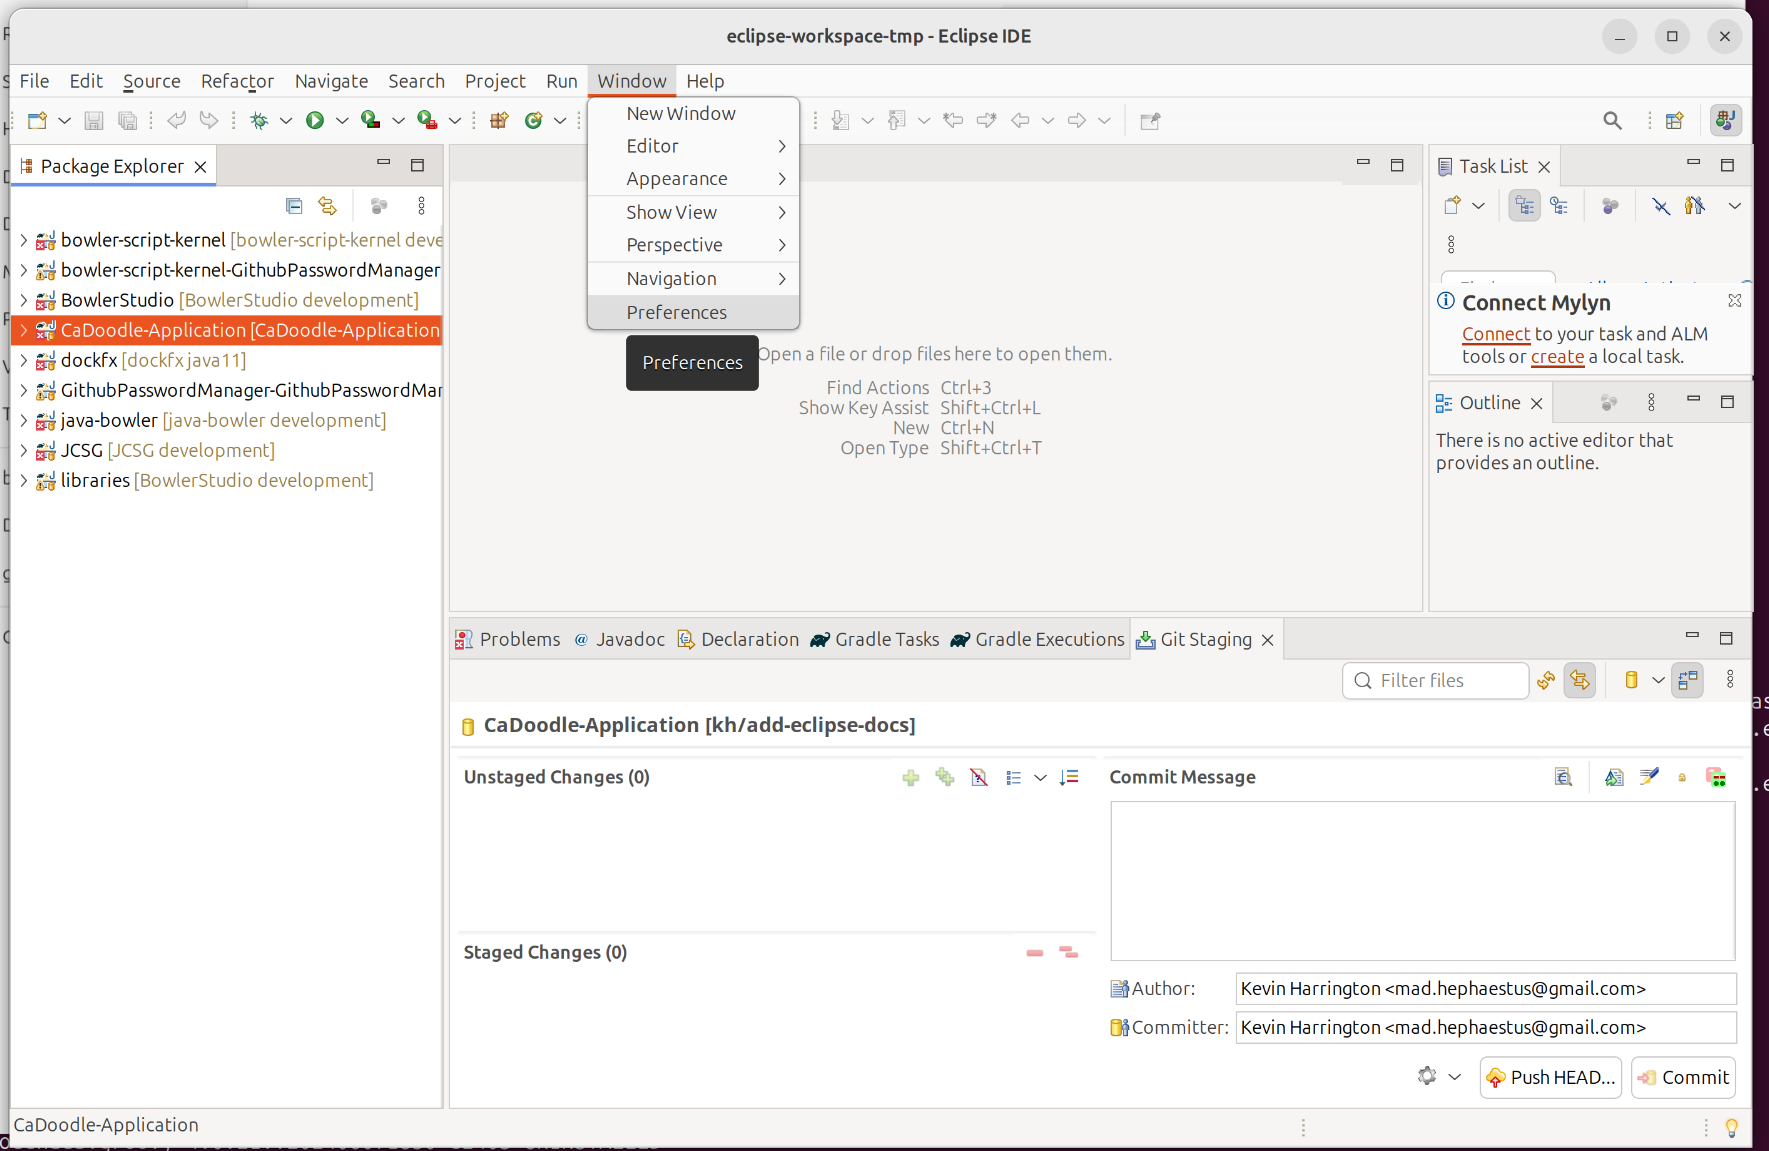 eclipse-workspace-tmp - Eclipse IDE
File Edit Source Refactor Navigate Search Project Run Window Help
New Window
Editor
Appearance
Show View
Perspective
Navigation
Preferences
Preferences
Package Explorer
bowler-script-kernel [bowler-script-kernel deve
bowler-script-kernel-GithubPasswordManager
BowlerStudio [BowlerStudio development]
CaDoodle-Application [CaDoodle-Application
dockfx [dockfx java11]
GithubPasswordManager-GithubPasswordMar
java-bowler [java-bowler development]
JCSG [JCSG development]
libraries [BowlerStudio development]
Open a file or drop files here to open them.
Find Actions Ctrl+3
Show Key Assist Shift+Ctrl+L
New Ctrl+N
Open Type Shift+Ctrl+T
Task List
Connect Mylyn
Connect to your task and ALM
tools or create a local task.
Outline
There is no active editor that
provides an outline.
Problems Javadoc Declaration Gradle Tasks Gradle Executions Git Staging
Filter files
CaDoodle-Application [kh/add-eclipse-docs]
Unstaged Changes (0)
Staged Changes (0)
Commit Message
Author: Kevin Harrington <mad.hephaestus@gmail.com>
Committer: Kevin Harrington <mad.hephaestus@gmail.com>
Push HEAD... Commit
CaDoodle-Application